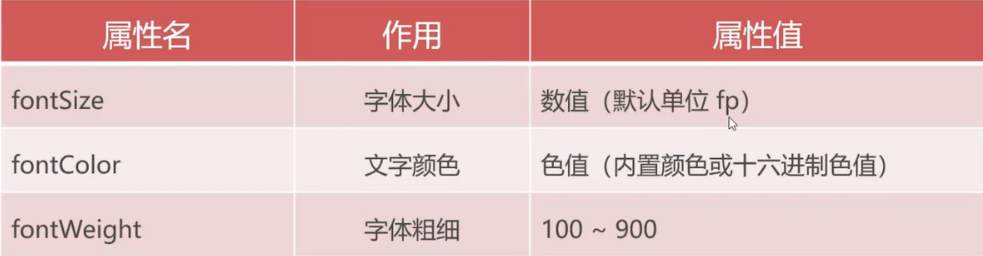 属性名 作用 属性值
fontSize 字体大小 数值（默认单位 fp）
fontColor 文字颜色 色值（内置颜色或十六进制色值）
fontWeight 字体粗细 100 ~ 900